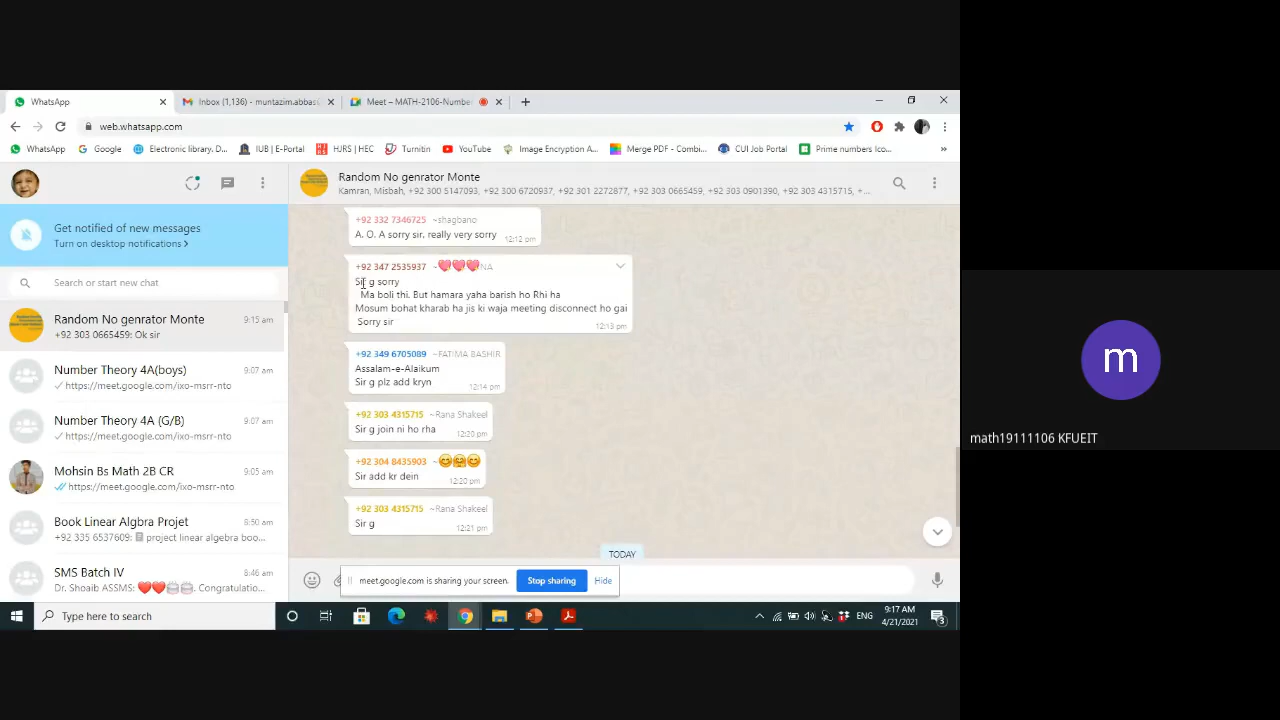 WhatsApp
Inbox (1,136) - muntazim.abbas
Meet – MATH-2106-Number
web.whatsapp.com
WhatsApp
Google
Electronic library. D...
IUB | E-Portal
HJRS | HEC
Turnitin
YouTube
Image Encryption A...
Merge PDF - Combi...
CUI Job Portal
Prime numbers Ico...
Get notified of new messages
Turn on desktop notifications >
Search or start new chat
Random No genrator Monte
9:15 am
+92 303 0665459: Ok sir
Number Theory 4A(boys)
9:07 am
https://meet.google.com/ixo-msrr-nto
Number Theory 4A (G/B)
9:07 am
https://meet.google.com/ixo-msrr-nto
Mohsin Bs Math 2B CR
9:05 am
https://meet.google.com/ixo-msrr-nto
Book Linear Algbra Projet
8:50 am
+92 335 6537609: project linear algebra boo...
SMS Batch IV
8:46 am
Dr. Shoaib ASSMS: ❤️❤️🎂🎂. Congratulatio...
Random No genrator Monte
Kamran, Misbah, +92 300 5147093, +92 300 6720937, +92 301 2272877, +92 303 0665459, +92 303 0901390, +92 303 4315715, +...
+92 332 7346725 ~shagbano
A. O. A sorry sir, really very sorry
12:12 pm
+92 347 2535937 ~💖💖💖NA
Sir g sorry
Ma boli thi. But hamara yaha barish ho Rhi ha
Mosum bohat kharab ha jis ki waja meeting disconnect ho gai
Sorry sir
12:13 pm
+92 349 6705089 ~FATIMA BASHIR
Assalam-e-Alaikum
Sir g plz add kryn
12:14 pm
+92 303 4315715 ~Rana Shakeel
Sir g join ni ho rha
12:20 pm
+92 304 8435903 ~😊🤗😊
Sir add kr dein
12:20 pm
+92 303 4315715 ~Rana Shakeel
Sir g
12:21 pm
TODAY
meet.google.com is sharing your screen.
Stop sharing
Hide
Type here to search
ENG
9:17 AM
4/21/2021
3
m
math19111106 KFUEIT